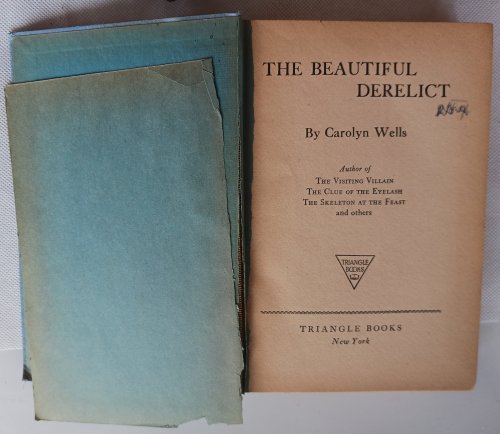 THE BEAUTIFUL
DERELICT
By Carolyn Wells
Author of
THE VISITING VILLAIN
THE CLUE OF THE EYELASH
THE SKELETON AT THE FEAST
and others
TRIANGLE
BOOKS
TRIANGLE BOOKS
New York